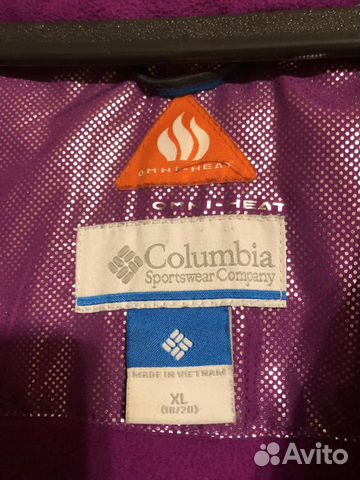 OMNI-HEAT
OMNI-HEAT
Columbia
Sportswear Company
MADE IN VIETNAM
XL
(18/20)
Avito